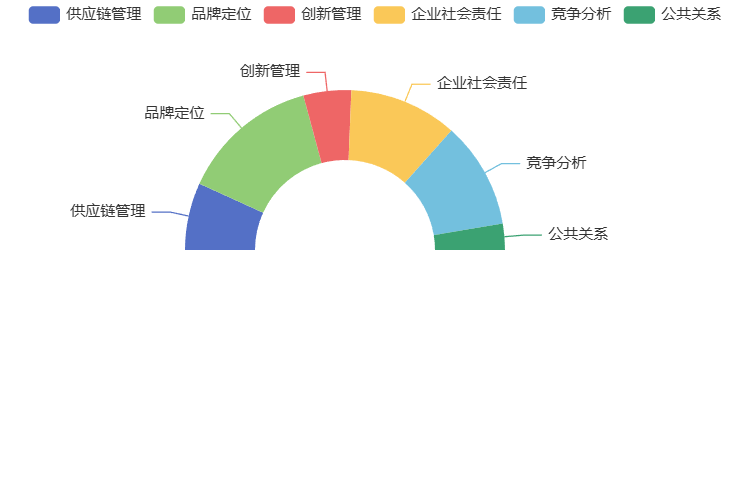 供应链管理 品牌定位 创新管理 企业社会责任 竞争分析 公共关系
创新管理
企业社会责任
品牌定位
竞争分析
供应链管理
公共关系